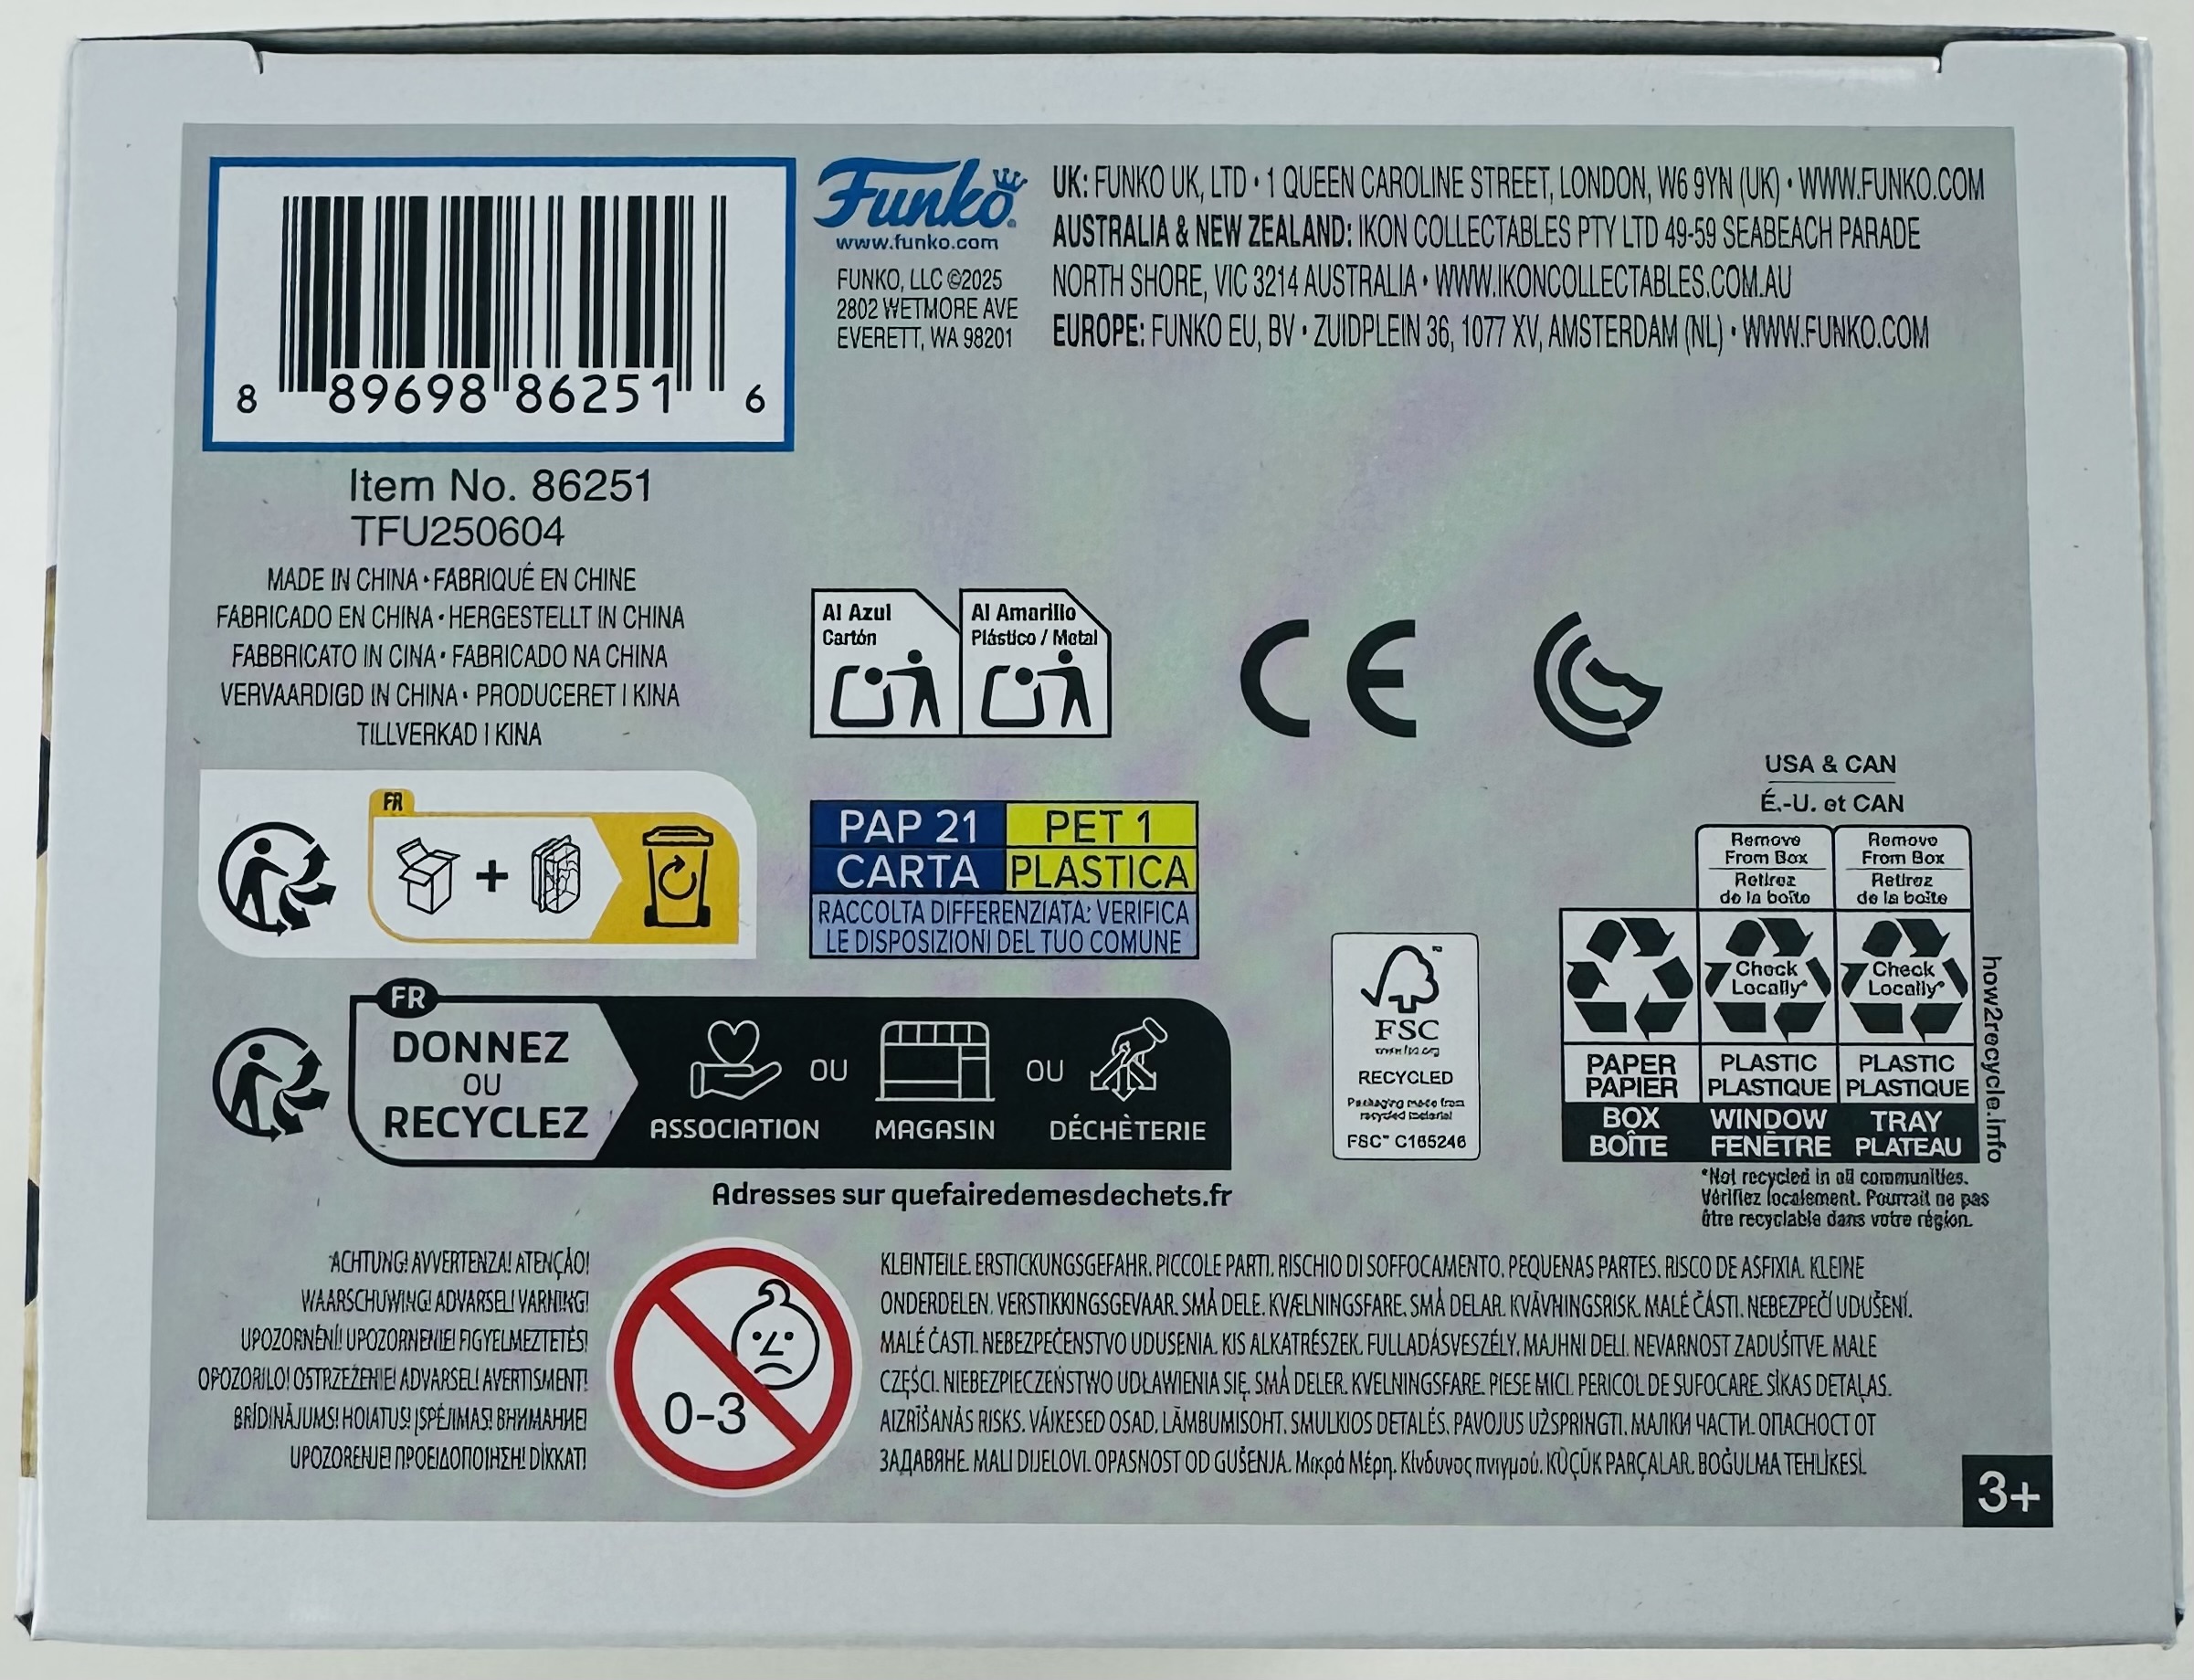 8 89698 86251 6
Item No. 86251
TFU250604
MADE IN CHINA • FABRIQUÉ EN CHINE
FABRICADO EN CHINA • HERGESTELLT IN CHINA
FABBRICATO IN CINA • FABRICADO NA CHINA
VERVAARDIGD IN CHINA • PRODUCERET I KINA
TILLVERKAD I KINA
Funko
www.funko.com
FUNKO, LLC ©2025
2802 WETMORE AVE
EVERETT, WA 98201
UK: FUNKO UK, LTD • 1 QUEEN CAROLINE STREET, LONDON, W6 9YN (UK) • WWW.FUNKO.COM
AUSTRALIA & NEW ZEALAND: IKON COLLECTABLES PTY LTD 49-59 SEABEACH PARADE
NORTH SHORE, VIC 3214 AUSTRALIA • WWW.IKONCOLLECTABLES.COM.AU
EUROPE: FUNKO EU, BV • ZUIDPLEIN 36, 1077 XV, AMSTERDAM (NL) • WWW.FUNKO.COM
Al Azul
Cartón
Al Amarillo
Plástico / Metal
CE
FR
+
PAP 21
PET 1
CARTA
PLASTICA
RACCOLTA DIFFERENZIATA: VERIFICA
LE DISPOSIZIONI DEL TUO COMUNE
FR
DONNEZ
OU
RECYCLEZ
ASSOCIATION
OU
MAGASIN
OU
DÉCHÈTERIE
Adresses sur quefairedemesdechets.fr
FSC
www.fsc.org
RECYCLED
Packaging made from
recycled material
FSC™ C165246
USA & CAN
É.-U. et CAN
Remove
From Box
Retirez
de la boîte
Remove
From Box
Retirez
de la boîte
Check
Locally*
Check
Locally*
PAPER
PAPIER
PLASTIC
PLASTIQUE
PLASTIC
PLASTIQUE
BOX
BOÎTE
WINDOW
FENÊTRE
TRAY
PLATEAU
how2recycle.info
*Not recycled in all communities.
Vérifiez localement. Pourrait ne pas
être recyclable dans votre région.
ACHTUNG! AVVERTENZA! ATENÇÃO!
WAARSCHUWING! ADVARSEL! VARNING!
UPOZORNĚNÍ! UPOZORNENIE! FIGYELMEZTETÉS!
OPOZORILO! OSTRZEŻENIE! ADVARSEL! AVERTISMENT!
BRĪDINĀJUMS! HOIATUS! ĮSPĖJIMAS! ВНИМАНИЕ!
UPOZORENJE! ΠΡΟΕΙΔΟΠΟΙΗΣΗ! DİKKAT!
0-3
KLEINTEILE. ERSTICKUNGSGEFAHR. PICCOLE PARTI. RISCHIO DI SOFFOCAMENTO. PEQUENAS PARTES. RISCO DE ASFIXIA. KLEINE
ONDERDELEN. VERSTIKKINGSGEVAAR. SMÅ DELE. KVÆLNINGSFARE. SMÅ DELAR. KVÄVNINGSRISK. MALÉ ČÁSTI. NEBEZPEČÍ UDUŠENÍ.
MALÉ ČASTI. NEBEZPEČENSTVO UDUSENIA. KIS ALKATRÉSZEK. FULLADÁSVESZÉLY. MAJHNI DELI. NEVARNOST ZADUŠITVE. MAŁE
CZĘŚCI. NIEBEZPIECZEŃSTWO UDŁAWIENIA SIĘ. SMÅ DELER. KVELNINGSFARE. PIESE MICI. PERICOL DE SUFOCARE. SĪKAS DETAĻAS.
AIZRĪŠANĀS RISKS. VÄIKESED OSAD. LÄMBUMISOHT. SMULKIOS DETALĖS. PAVOJUS UŽSPRINGTI. МАЛКИ ЧАСТИ. ОПАСНОСТ ОТ
ЗАДАВЯНЕ. MALI DIJELOVI. OPASNOST OD GUŠENJA. Μικρά Μέρη. Κίνδυνος πνιγμού. KÜÇÜK PARÇALAR. BOĞULMA TEHLİKESİ.
3+